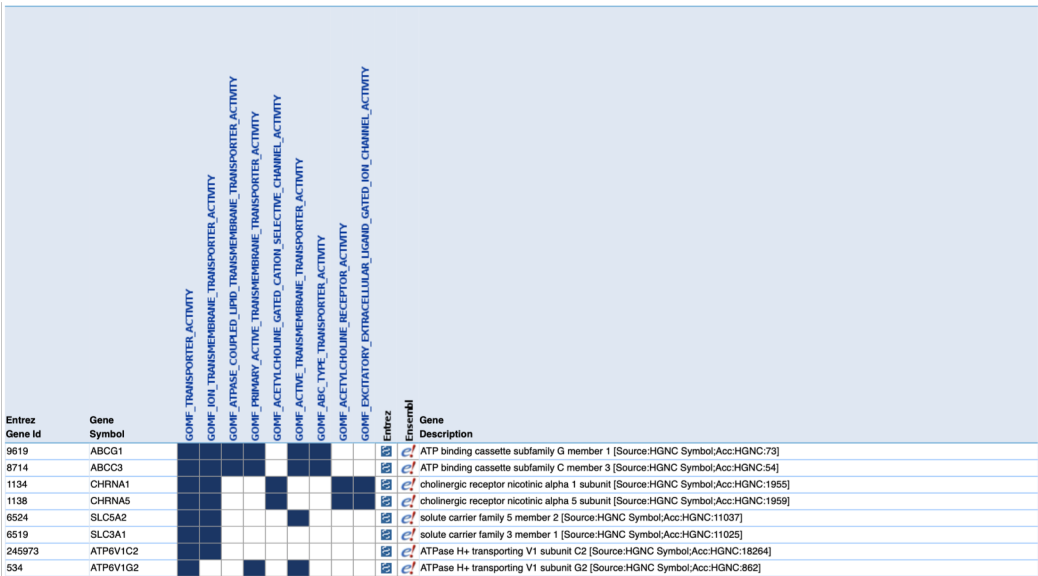 GOMF_TRANSPORTER_ACTIVITY
GOMF_ION_TRANSMEMBRANE_TRANSPORTER_ACTIVITY
GOMF_ATPASE_COUPLED_LIPID_TRANSMEMBRANE_TRANSPORTER_ACTIVITY
GOMF_PRIMARY_ACTIVE_TRANSMEMBRANE_TRANSPORTER_ACTIVITY
GOMF_ACETYLCHOLINE_GATED_CATION_SELECTIVE_CHANNEL_ACTIVITY
GOMF_ACTIVE_TRANSMEMBRANE_TRANSPORTER_ACTIVITY
GOMF_ABC_TYPE_TRANSPORTER_ACTIVITY
GOMF_ACETYLCHOLINE_RECEPTOR_ACTIVITY
GOMF_EXCITATORY_EXTRACELLULAR_LIGAND_GATED_ION_CHANNEL_ACTIVITY
Entrez
Ensembl
Entrez Gene Gene
Gene Id Symbol Description
9619 ABCG1 e! ATP binding cassette subfamily G member 1 [Source:HGNC Symbol;Acc:HGNC:73]
8714 ABCC3 e! ATP binding cassette subfamily C member 3 [Source:HGNC Symbol;Acc:HGNC:54]
1134 CHRNA1 e! cholinergic receptor nicotinic alpha 1 subunit [Source:HGNC Symbol;Acc:HGNC:1955]
1138 CHRNA5 e! cholinergic receptor nicotinic alpha 5 subunit [Source:HGNC Symbol;Acc:HGNC:1959]
6524 SLC5A2 e! solute carrier family 5 member 2 [Source:HGNC Symbol;Acc:HGNC:11037]
6519 SLC3A1 e! solute carrier family 3 member 1 [Source:HGNC Symbol;Acc:HGNC:11025]
245973 ATP6V1C2 e! ATPase H+ transporting V1 subunit C2 [Source:HGNC Symbol;Acc:HGNC:18264]
534 ATP6V1G2 e! ATPase H+ transporting V1 subunit G2 [Source:HGNC Symbol;Acc:HGNC:862]